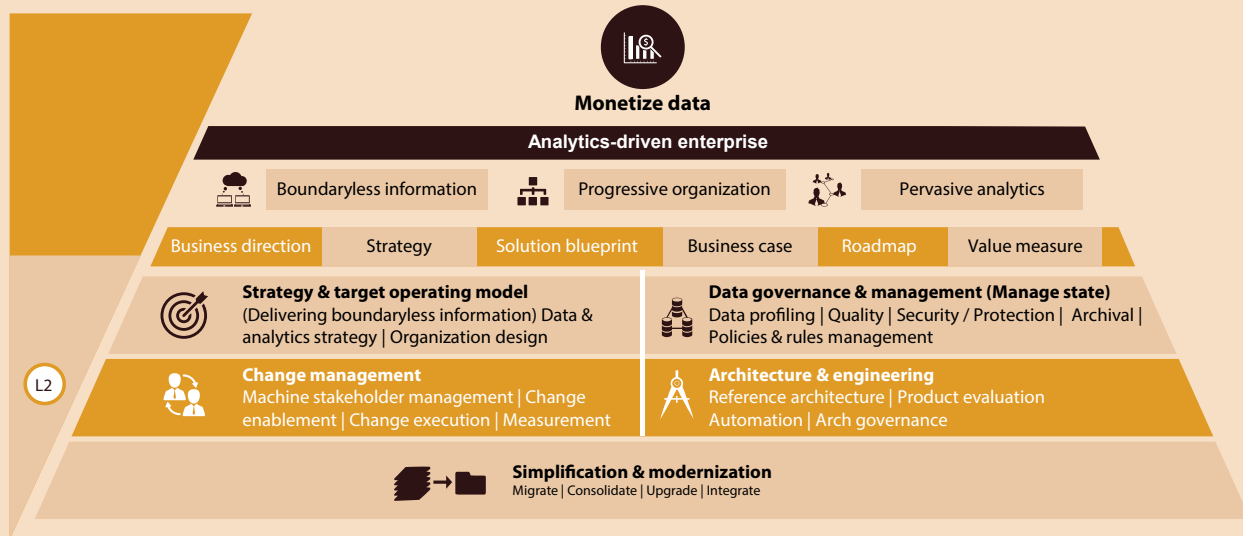 Monetize data
Analytics-driven enterprise
Boundaryless information
Progressive organization
Pervasive analytics
Business direction
Strategy
Solution blueprint
Business case
Roadmap
Value measure
Strategy & target operating model
(Delivering boundaryless information) Data &
analytics strategy | Organization design
Data governance & management (Manage state)
Data profiling | Quality | Security / Protection | Archival |
Policies & rules management
L2
Change management
Machine stakeholder management | Change
enablement | Change execution | Measurement
Architecture & engineering
Reference architecture | Product evaluation
Automation | Arch governance
Simplification & modernization
Migrate | Consolidate | Upgrade | Integrate